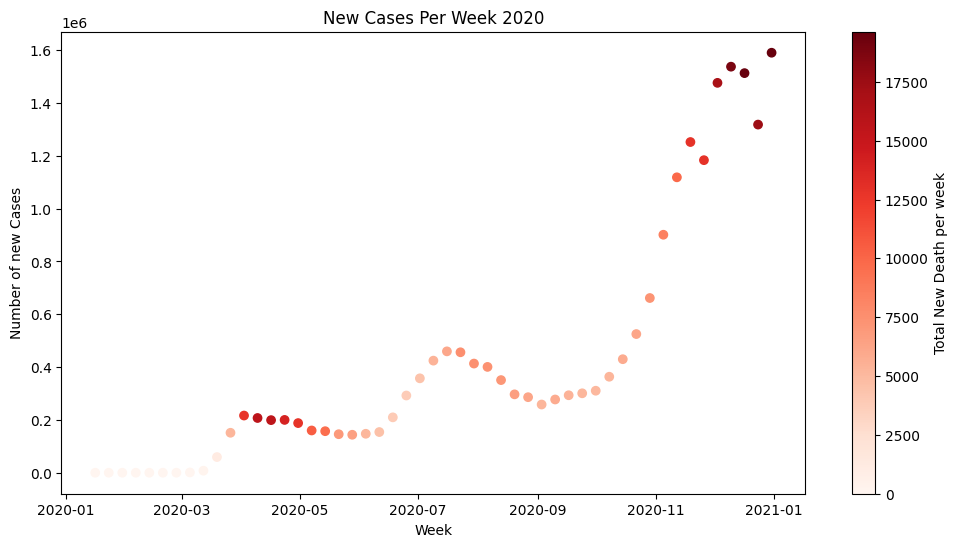 New Cases Per Week 2020
1e6
1.6
1.4
1.2
1.0
0.8
0.6
0.4
0.2
0.0
Number of new Cases
2020-01 2020-03 2020-05 2020-07 2020-09 2020-11 2021-01
Week
17500
15000
12500
10000
7500
5000
2500
0
Total New Death per week